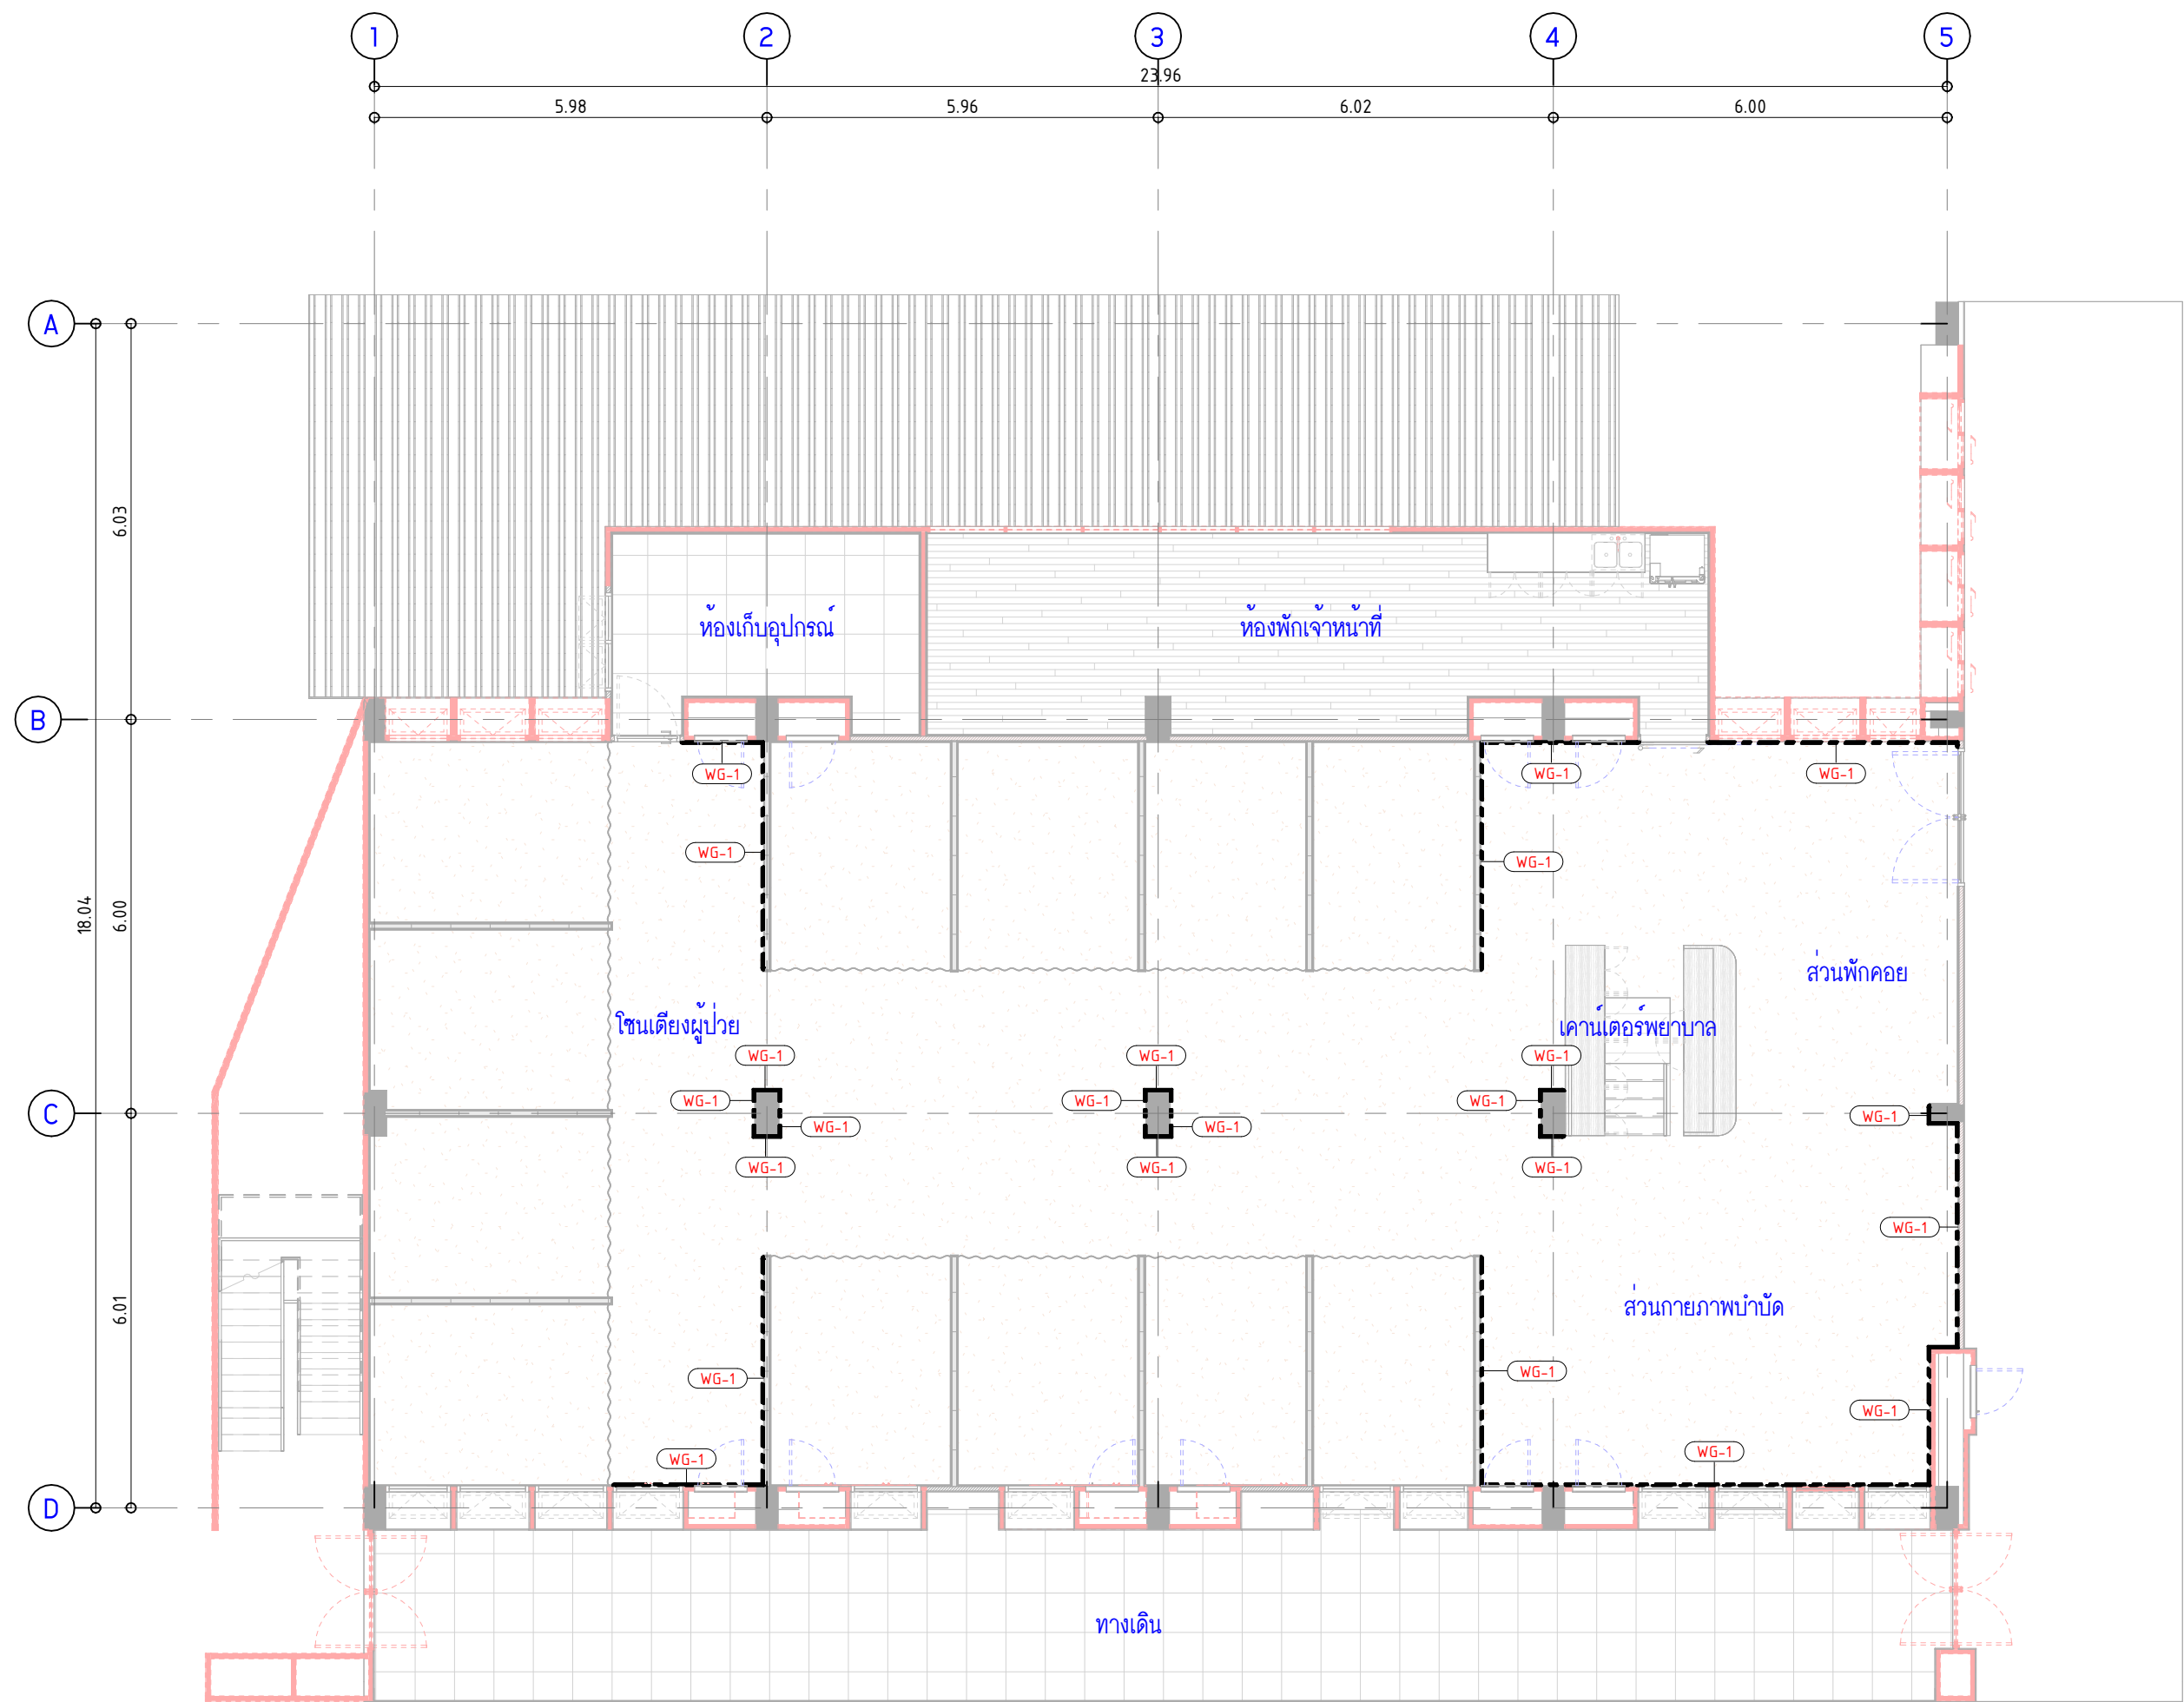 1 2 3 4 5
23.96
5.98 5.96 6.02 6.00
A
6.03
ห้องเก็บอุปกรณ์ ห้องพักเจ้าหน้าที่
B
WG-1 WG-1 WG-1
WG-1 WG-1
18.04 6.00
ส่วนพักคอย
โซนเตียงผู้ป่วย เคาน์เตอร์พยาบาล
WG-1 WG-1 WG-1
WG-1 WG-1 WG-1
C
WG-1
WG-1 WG-1
WG-1 WG-1 WG-1
WG-1
6.01
ส่วนกายภาพบำบัด
WG-1 WG-1
WG-1
WG-1 WG-1
D
ทางเดิน